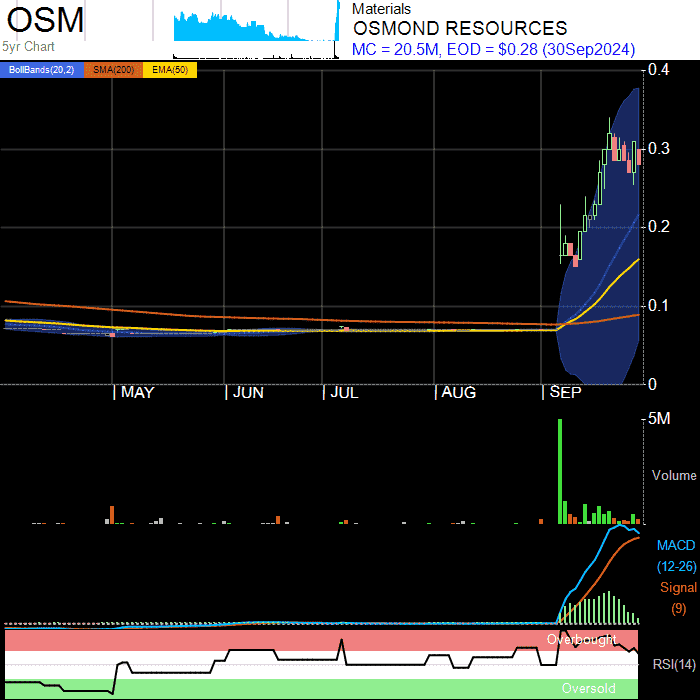 OSM
5yr Chart
Materials
OSMOND RESOURCES
MC = 20.5M, EOD = $0.28 (30Sep2024)
BollBands(20,2) SMA(200) EMA(50)
0.4
0.3
0.2
0.1
0
MAY JUN JUL AUG SEP
5M
Volume
MACD
(12-26)
Signal
(9)
Overbought
RSI(14)
Oversold